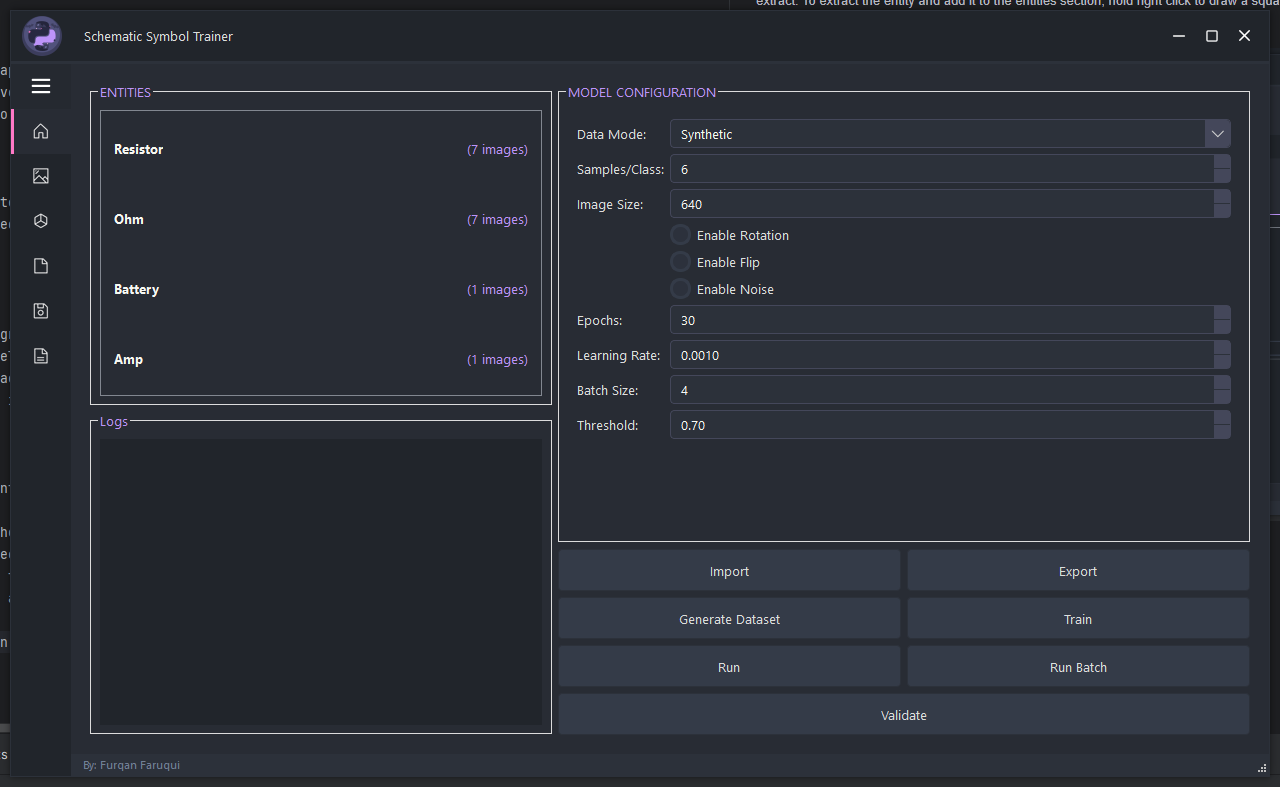 extract. To extract the entity and add it to the entities section, hold right click to draw a squa
Schematic Symbol Trainer
ENTITIES
Resistor (7 images)
Ohm (7 images)
Battery (1 images)
Amp (1 images)
Logs
MODEL CONFIGURATION
Data Mode: Synthetic
Samples/Class: 6
Image Size: 640
Enable Rotation
Enable Flip
Enable Noise
Epochs: 30
Learning Rate: 0.0010
Batch Size: 4
Threshold: 0.70
Import Export
Generate Dataset Train
Run Run Batch
Validate
By: Furqan Faruqui